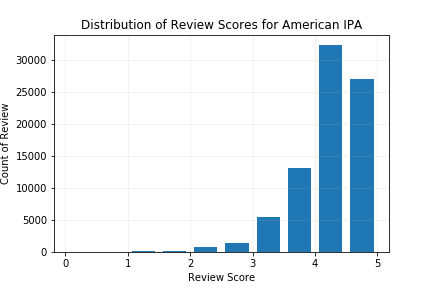 Distribution of Review Scores for American IPA
Count of Review
30000
25000
20000
15000
10000
5000
0
0 1 2 3 4 5
Review Score